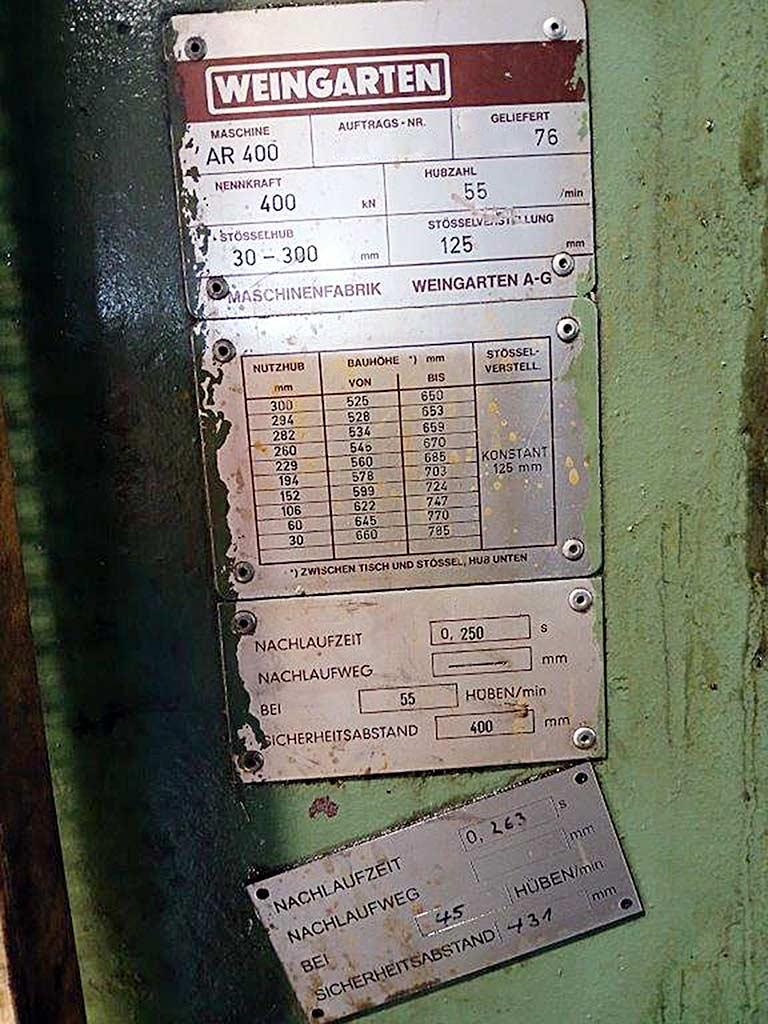 WEINGARTEN
MASCHINE AUFTRAGS-NR. GELIEFERT
AR 400 76
NENNKRAFT HUBZAHL
400 kN 55 /min
STÖSSELHUB STÖSSELVERSTELLUNG
30-300 mm 125 mm
MASCHINENFABRIK WEINGARTEN A-G
NUTZHUB BAUHÖHE *) mm STÖSSEL-
mm VON BIS VERSTELL.
300 525 650
294 528 653
282 534 659
260 545 670
229 560 685 KONSTANT
194 578 703 125 mm
152 599 724
106 622 747
60 645 770
30 660 785
*) ZWISCHEN TISCH UND STÖSSEL, HUB UNTEN
NACHLAUFZEIT 0,250 s
NACHLAUFWEG — mm
BEI 55 HÜBEN/min
SICHERHEITSABSTAND 400 mm
NACHLAUFZEIT 0,263 s
NACHLAUFWEG mm
BEI 45 HÜBEN/min
SICHERHEITSABSTAND 431 mm